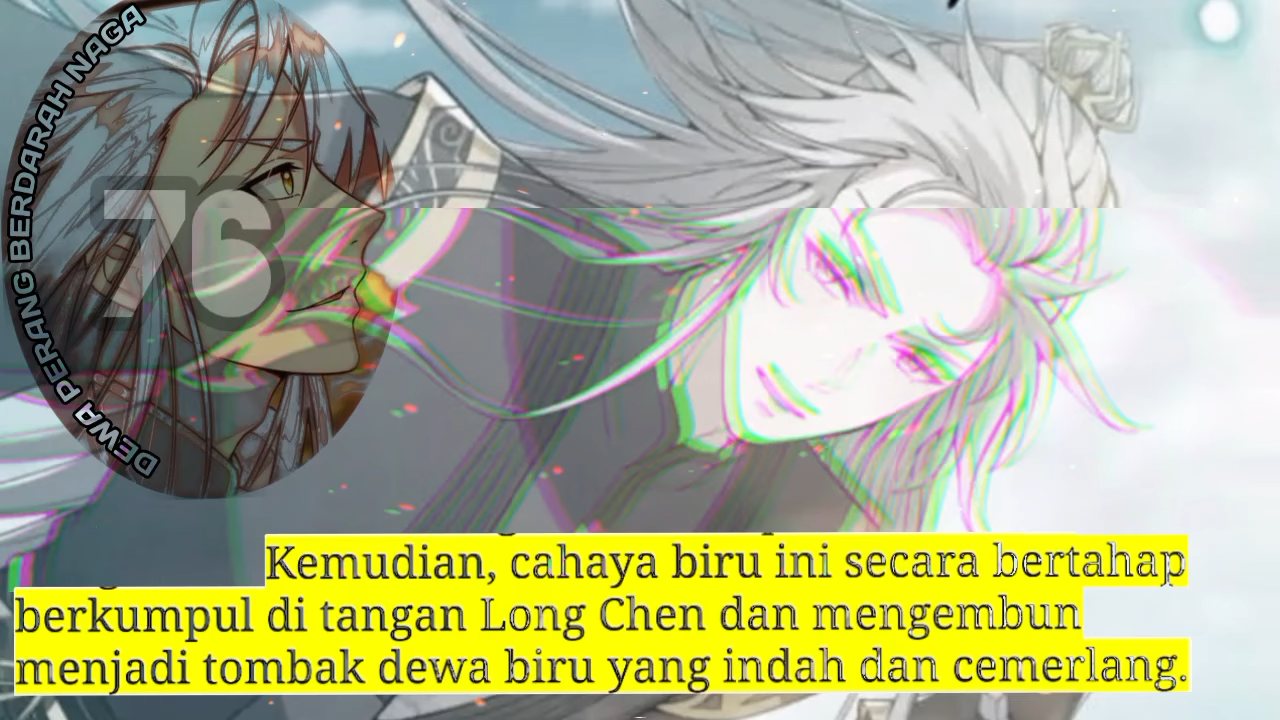 DEWA PERANG BERDARAH NAGA
76
Kemudian, cahaya biru ini secara bertahap
berkumpul di tangan Long Chen dan mengembun
menjadi tombak dewa biru yang indah dan cemerlang.